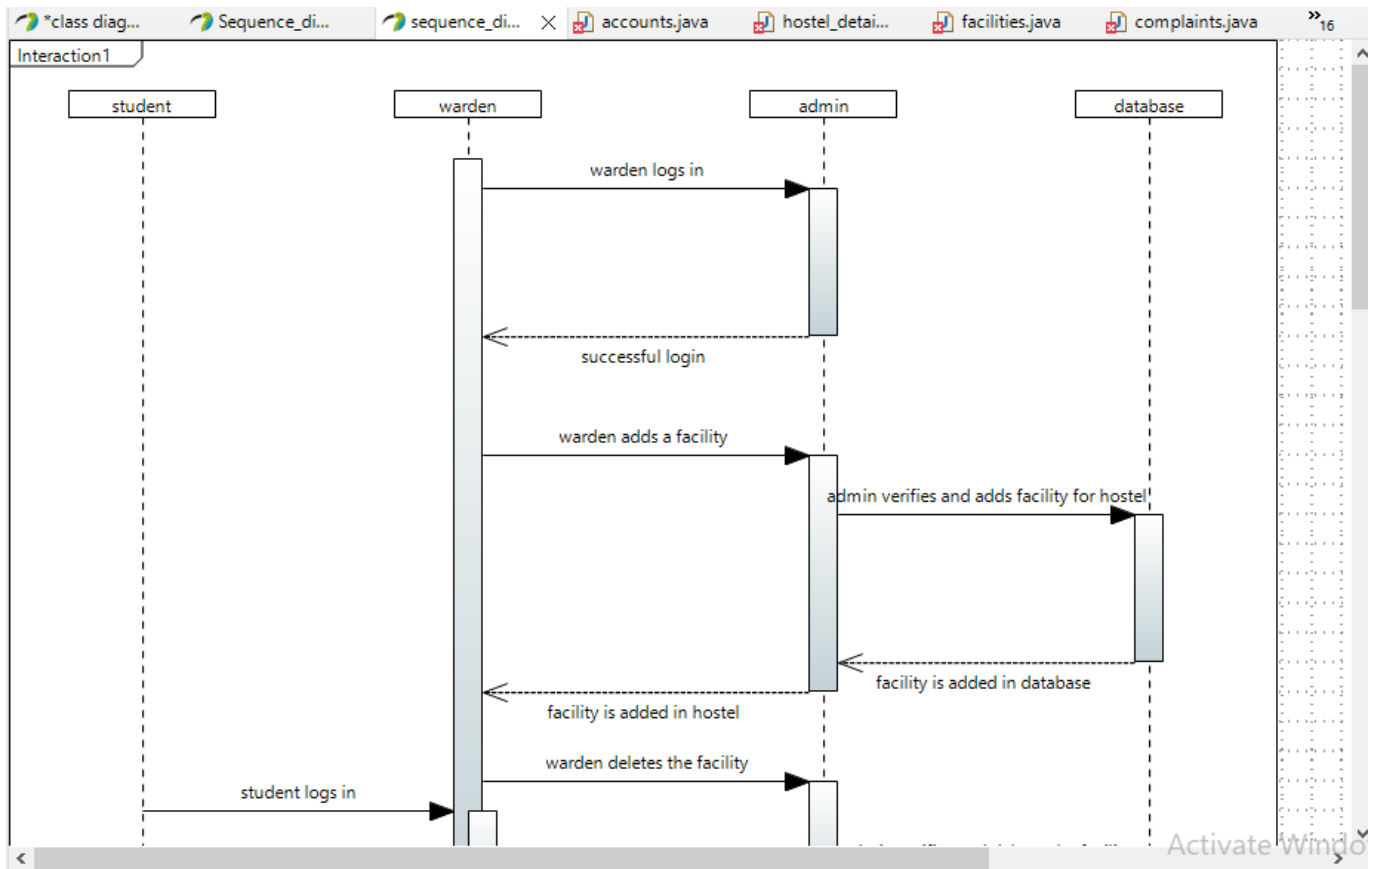 *class diag...
Sequence_di...
sequence_di...
accounts.java
hostel_detai...
facilities.java
complaints.java
»16
Interaction1
student
warden
admin
database
warden logs in
successful login
warden adds a facility
admin verifies and adds facility for hostel
facility is added in database
facility is added in hostel
warden deletes the facility
student logs in
Activate Windo